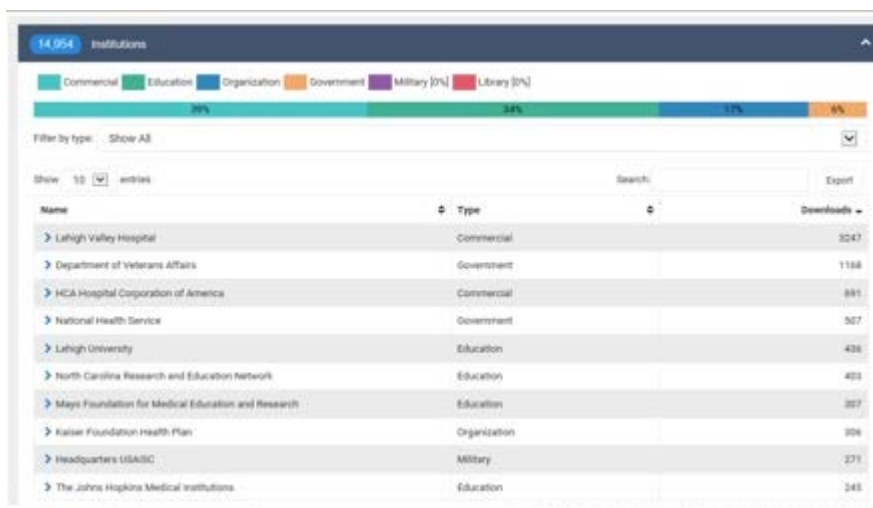 14,054 Institutions
Commercial Education Organization Government Military [0%] Library [0%]
39% 34% 17% 6%
Filter by type: Show All
Show 10 entries Search: Export
Name Type Downloads
Lehigh Valley Hospital Commercial 3247
Department of Veterans Affairs Government 1168
HCA Hospital Corporation of America Commercial 691
National Health Service Government 507
Lehigh University Education 436
North Carolina Research and Education Network Education 403
Mayo Foundation for Medical Education and Research Education 307
Kaiser Foundation Health Plan Organization 306
Headquarters USAISC Military 271
The Johns Hopkins Medical Institutions Education 245